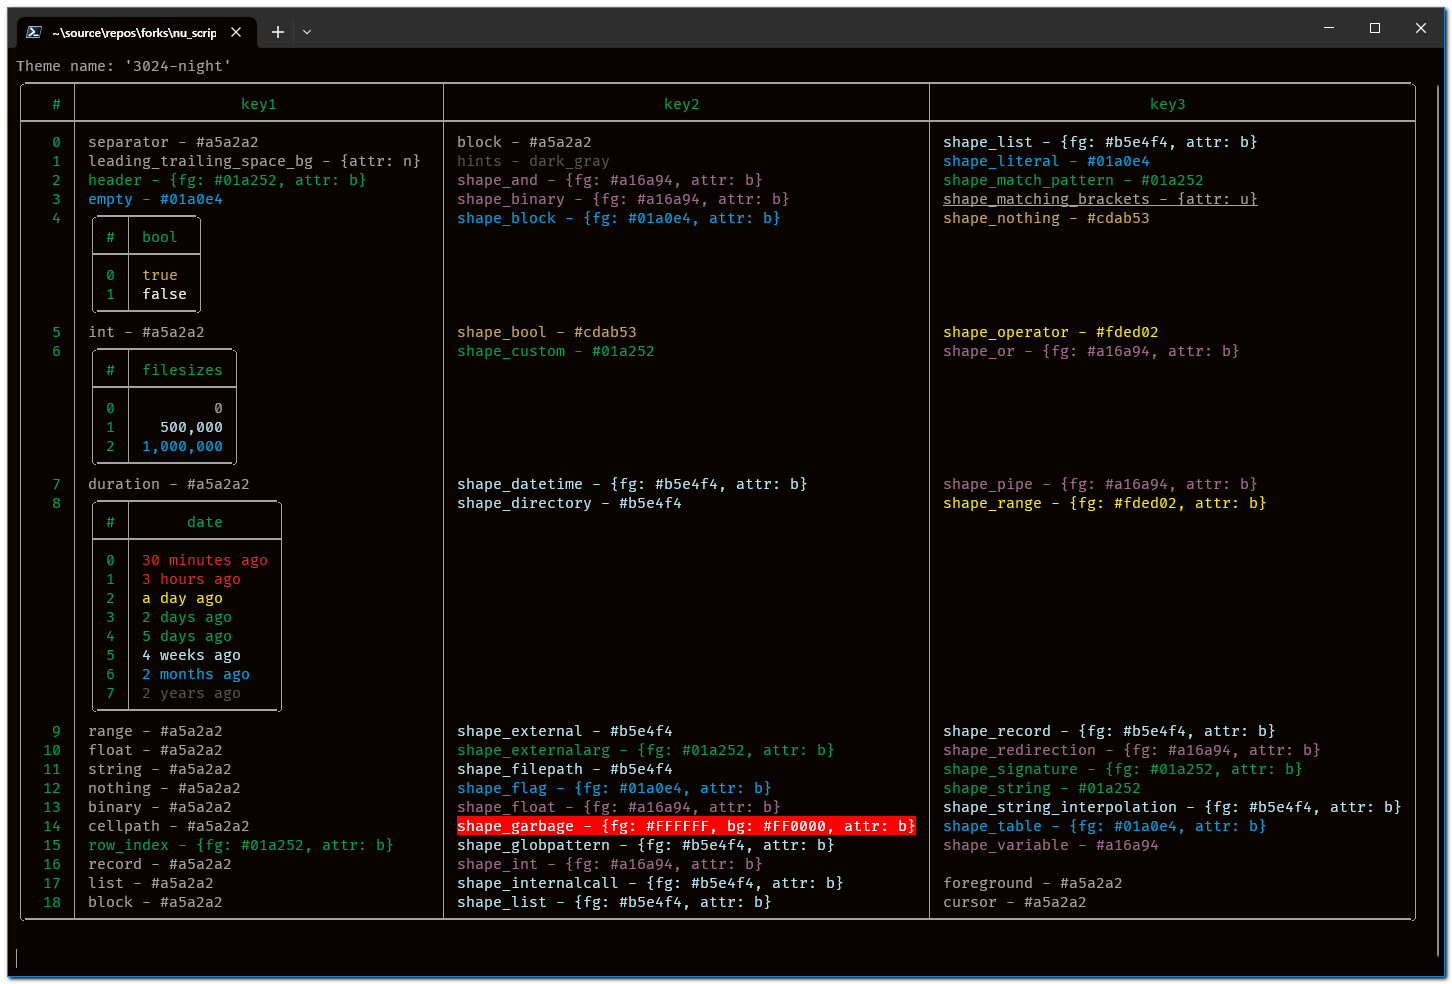 ~\source\repos\forks\nu_scrip
Theme name: '3024-night'
# key1 key2 key3
0 separator - #a5a2a2 block - #a5a2a2 shape_list - {fg: #b5e4f4, attr: b}
1 leading_trailing_space_bg - {attr: n} hints - dark_gray shape_literal - #01a0e4
2 header - {fg: #01a252, attr: b} shape_and - {fg: #a16a94, attr: b} shape_match_pattern - #01a252
3 empty - #01a0e4 shape_binary - {fg: #a16a94, attr: b} shape_matching_brackets - {attr: u}
4 shape_block - {fg: #01a0e4, attr: b} shape_nothing - #cdab53
# bool
0 true
1 false
5 int - #a5a2a2 shape_bool - #cdab53 shape_operator - #fded02
6 shape_custom - #01a252 shape_or - {fg: #a16a94, attr: b}
# filesizes
0 0
1 500,000
2 1,000,000
7 duration - #a5a2a2 shape_datetime - {fg: #b5e4f4, attr: b} shape_pipe - {fg: #a16a94, attr: b}
8 shape_directory - #b5e4f4 shape_range - {fg: #fded02, attr: b}
# date
0 30 minutes ago
1 3 hours ago
2 a day ago
3 2 days ago
4 5 days ago
5 4 weeks ago
6 2 months ago
7 2 years ago
9 range - #a5a2a2 shape_external - #b5e4f4 shape_record - {fg: #b5e4f4, attr: b}
10 float - #a5a2a2 shape_externalarg - {fg: #01a252, attr: b} shape_redirection - {fg: #a16a94, attr: b}
11 string - #a5a2a2 shape_filepath - #b5e4f4 shape_signature - {fg: #01a252, attr: b}
12 nothing - #a5a2a2 shape_flag - {fg: #01a0e4, attr: b} shape_string - #01a252
13 binary - #a5a2a2 shape_float - {fg: #a16a94, attr: b} shape_string_interpolation - {fg: #b5e4f4, attr: b}
14 cellpath - #a5a2a2 shape_garbage - {fg: #FFFFFF, bg: #FF0000, attr: b} shape_table - {fg: #01a0e4, attr: b}
15 row_index - {fg: #01a252, attr: b} shape_globpattern - {fg: #b5e4f4, attr: b} shape_variable - #a16a94
16 record - #a5a2a2 shape_int - {fg: #a16a94, attr: b}
17 list - #a5a2a2 shape_internalcall - {fg: #b5e4f4, attr: b} foreground - #a5a2a2
18 block - #a5a2a2 shape_list - {fg: #b5e4f4, attr: b} cursor - #a5a2a2